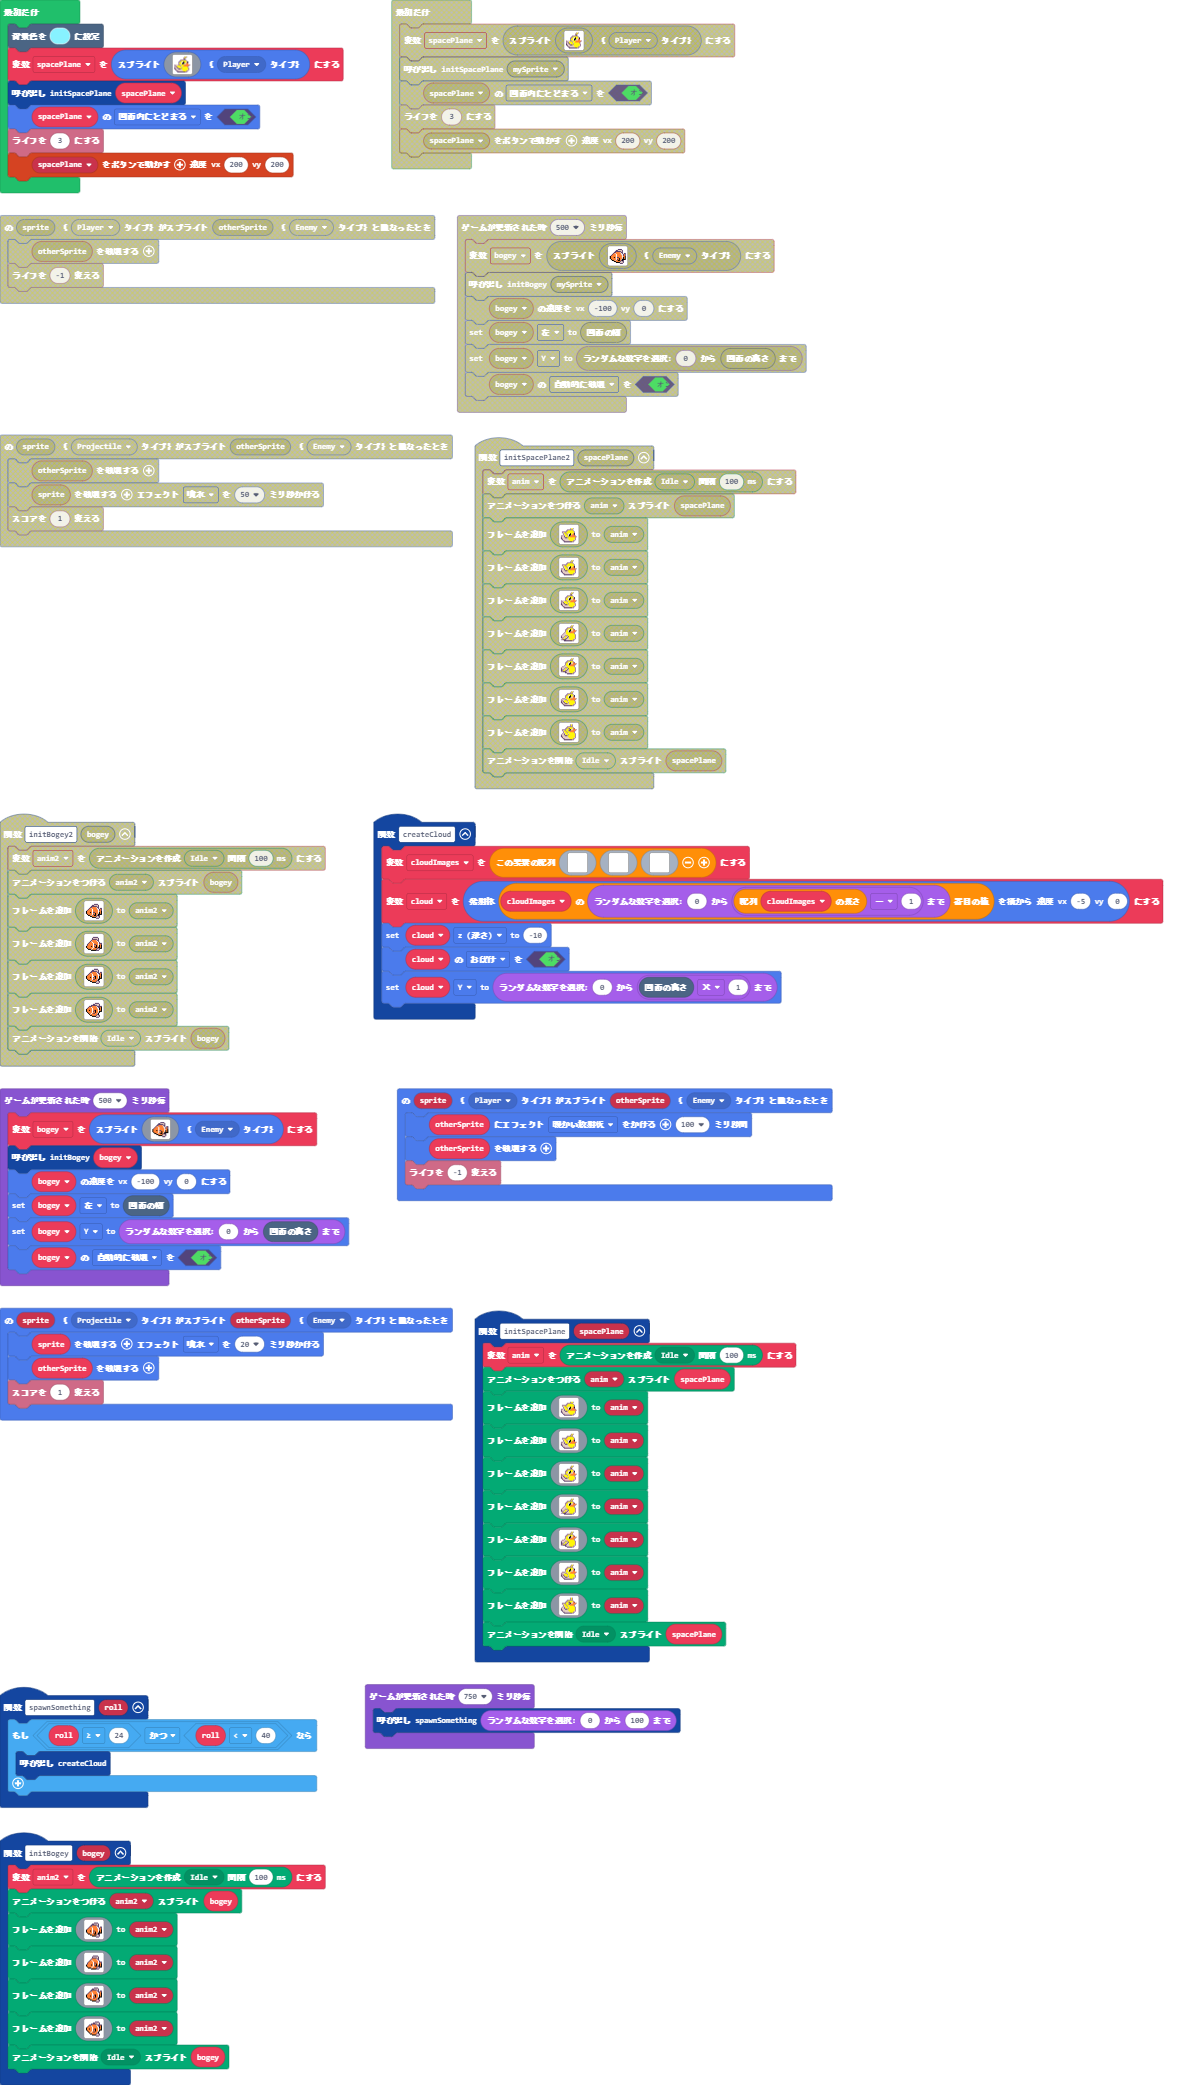 最初だけ
背景色を に設定
変数 spacePlane を スプライト ( Player タイプ) にする
呼び出し initSpacePlane spacePlane
spacePlane の 画面内にとどまる を オ
ライフを 3 にする
spacePlane をボタンで動かす 速度 vx 200 vy 200
最初だけ
変数 spacePlane を スプライト ( Player タイプ) にする
呼び出し initSpacePlane mySprite
spacePlane の 画面内にとどまる を オ
ライフを 3 にする
spacePlane をボタンで動かす 速度 vx 200 vy 200
の sprite ( Player タイプ) がスプライト otherSprite ( Enemy タイプ) と重なったとき
otherSprite を破壊する
ライフを -1 変える
ゲームが更新された時 500 ミリ秒毎
変数 bogey を スプライト ( Enemy タイプ) にする
呼び出し initBogey mySprite
bogey の速度を vx -100 vy 0 にする
set bogey 左 to 画面の幅
set bogey Y to ランダムな数字を選択: 0 から 画面の高さ まで
bogey の 自動的に破壊 を オ
の sprite ( Projectile タイプ) がスプライト otherSprite ( Enemy タイプ) と重なったとき
otherSprite を破壊する
sprite を破壊する エフェクト 噴水 を 50 ミリ秒かける
スコアを 1 変える
関数 initSpacePlane2 spacePlane
変数 anim を アニメーションを作成 Idle 間隔 100 ms にする
アニメーションをつける anim スプライト spacePlane
フレームを追加 to anim
フレームを追加 to anim
フレームを追加 to anim
フレームを追加 to anim
フレームを追加 to anim
フレームを追加 to anim
フレームを追加 to anim
アニメーションを開始 Idle スプライト spacePlane
関数 initBogey2 bogey
変数 anim2 を アニメーションを作成 Idle 間隔 100 ms にする
アニメーションをつける anim2 スプライト bogey
フレームを追加 to anim2
フレームを追加 to anim2
フレームを追加 to anim2
フレームを追加 to anim2
アニメーションを開始 Idle スプライト bogey
関数 createCloud
変数 cloudImages を この要素の配列 にする
変数 cloud を 発射体 cloudImages の ランダムな数字を選択: 0 から 配列 cloudImages の長さ - 1 まで 番目の値 を横から 速度 vx -5 vy 0 にする
set cloud z (深さ) to -10
cloud の おばけ を オ
set cloud Y to ランダムな数字を選択: 0 から 画面の高さ × 1 まで
ゲームが更新された時 500 ミリ秒毎
変数 bogey を スプライト ( Enemy タイプ) にする
呼び出し initBogey bogey
bogey の速度を vx -100 vy 0 にする
set bogey 左 to 画面の幅
set bogey Y to ランダムな数字を選択: 0 から 画面の高さ まで
bogey の 自動的に破壊 を オ
の sprite ( Player タイプ) がスプライト otherSprite ( Enemy タイプ) と重なったとき
otherSprite にエフェクト 暖かい放射状 をかける 100 ミリ秒間
otherSprite を破壊する
ライフを -1 変える
の sprite ( Projectile タイプ) がスプライト otherSprite ( Enemy タイプ) と重なったとき
sprite を破壊する エフェクト 噴水 を 20 ミリ秒かける
otherSprite を破壊する
スコアを 1 変える
関数 initSpacePlane spacePlane
変数 anim を アニメーションを作成 Idle 間隔 100 ms にする
アニメーションをつける anim スプライト spacePlane
フレームを追加 to anim
フレームを追加 to anim
フレームを追加 to anim
フレームを追加 to anim
フレームを追加 to anim
フレームを追加 to anim
フレームを追加 to anim
アニメーションを開始 Idle スプライト spacePlane
関数 spawnSomething roll
もし roll ≥ 24 かつ roll < 40 なら
呼び出し createCloud
ゲームが更新された時 750 ミリ秒毎
呼び出し spawnSomething ランダムな数字を選択: 0 から 100 まで
関数 initBogey bogey
変数 anim2 を アニメーションを作成 Idle 間隔 100 ms にする
アニメーションをつける anim2 スプライト bogey
フレームを追加 to anim2
フレームを追加 to anim2
フレームを追加 to anim2
フレームを追加 to anim2
アニメーションを開始 Idle スプライト bogey